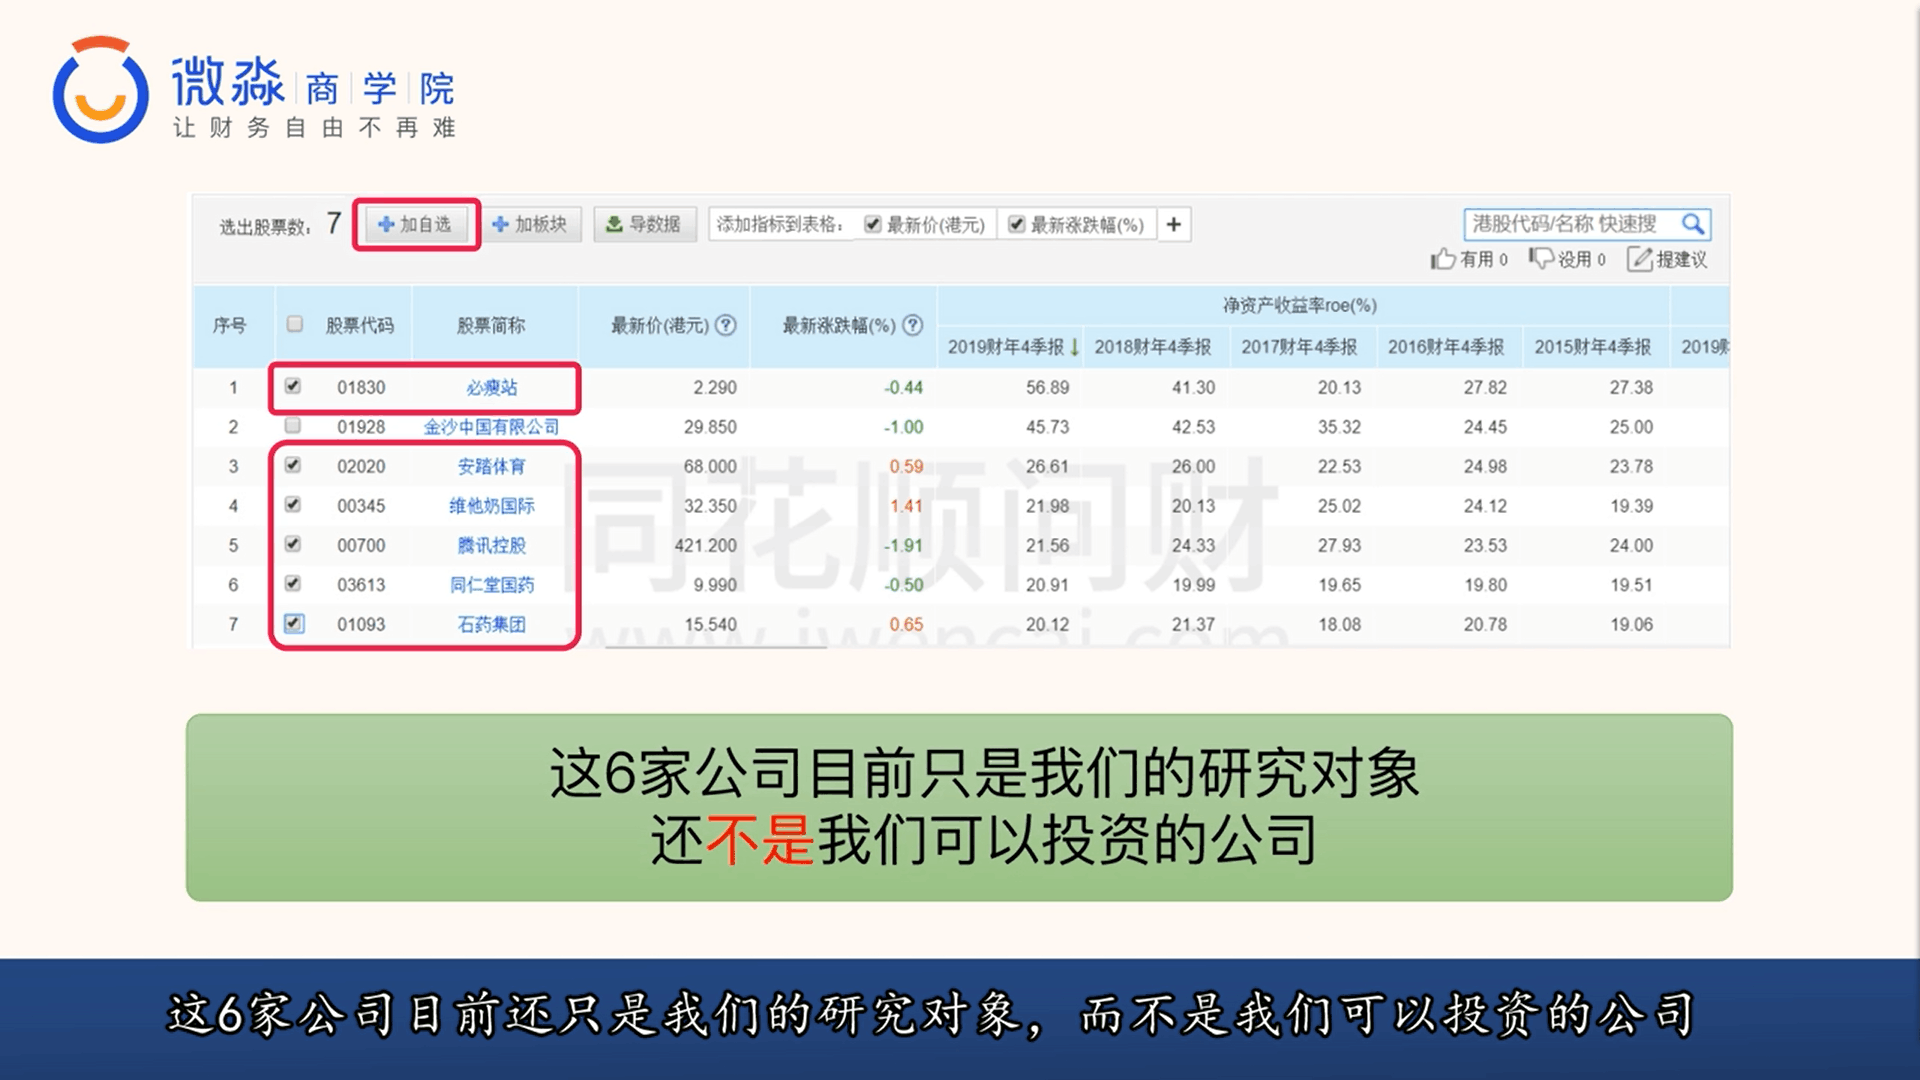 微淼 商 学 院
让财务自由不再难
选出股票数: 7 加自选 加板块 导数据 添加指标到表格: 最新价(港元) 最新涨跌幅(%) + 港股代码/名称 快速搜
有用 0 没用 0 提建议
序号 股票代码 股票简称 最新价(港元) ? 最新涨跌幅(%) ? 净资产收益率roe(%)
2019财年4季报↓ 2018财年4季报 2017财年4季报 2016财年4季报 2015财年4季报 2019财
1 01830 必瘦站 2.290 -0.44 56.89 41.30 20.13 27.82 27.38
2 01928 金沙中国有限公司 29.850 -1.00 45.73 42.53 35.32 24.45 25.00
3 02020 安踏体育 68.000 0.59 26.61 26.00 22.53 24.98 23.78
4 00345 维他奶国际 32.350 1.41 21.98 20.13 25.02 24.12 19.39
5 00700 腾讯控股 421.200 -1.91 21.56 24.33 27.93 23.53 24.00
6 03613 同仁堂国药 9.990 -0.50 20.91 19.99 19.65 19.80 19.51
7 01093 石药集团 15.540 0.65 20.12 21.37 18.08 20.78 19.06
同花顺问财
www.iwencai.com
这6家公司目前只是我们的研究对象
还不是我们可以投资的公司
这6家公司目前还只是我们的研究对象，而不是我们可以投资的公司